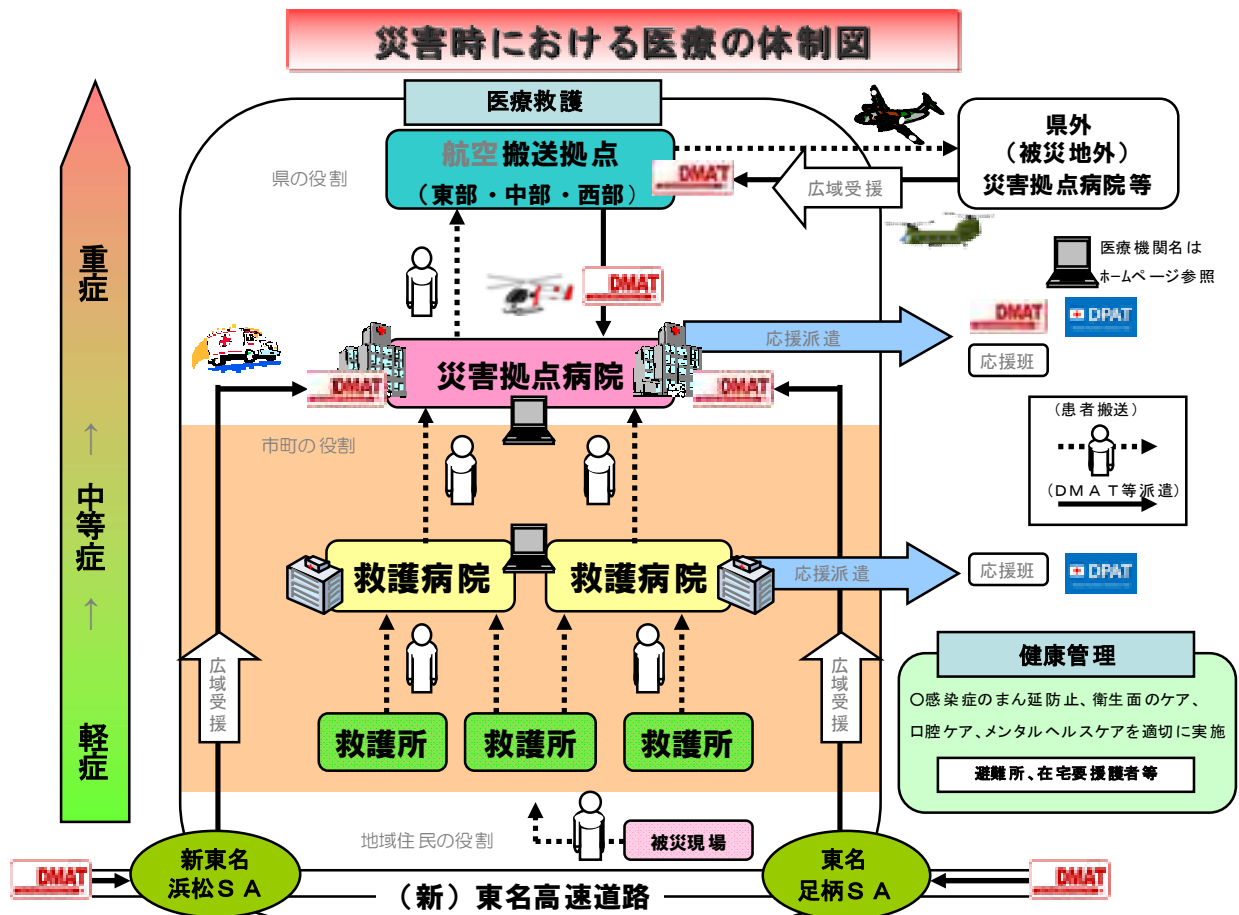 災害時における医療の体制図
医療救護
航空搬送拠点
(東部・中部・西部)
DMAT
県の役割
広域受援
県外
(被災地外)
災害拠点病院等
医療機関名は
ホームページ参照
重症
DMAT
応援派遣
DMAT
DPAT
応援班
災害拠点病院
DMAT
DMAT
市町の役割
(患者搬送)
(DMAT等派遣)
↑
中等症
↑
救護病院
救護病院
応援派遣
応援班
DPAT
広域受援
広域受援
健康管理
○感染症のまん延防止、衛生面のケア、
口腔ケア、メンタルヘルスケアを適切に実施
避難所、在宅要援護者等
軽症
救護所
救護所
救護所
地域住民の役割
被災現場
DMAT
新東名
浜松SA
(新)東名高速道路
東名
足柄SA
DMAT